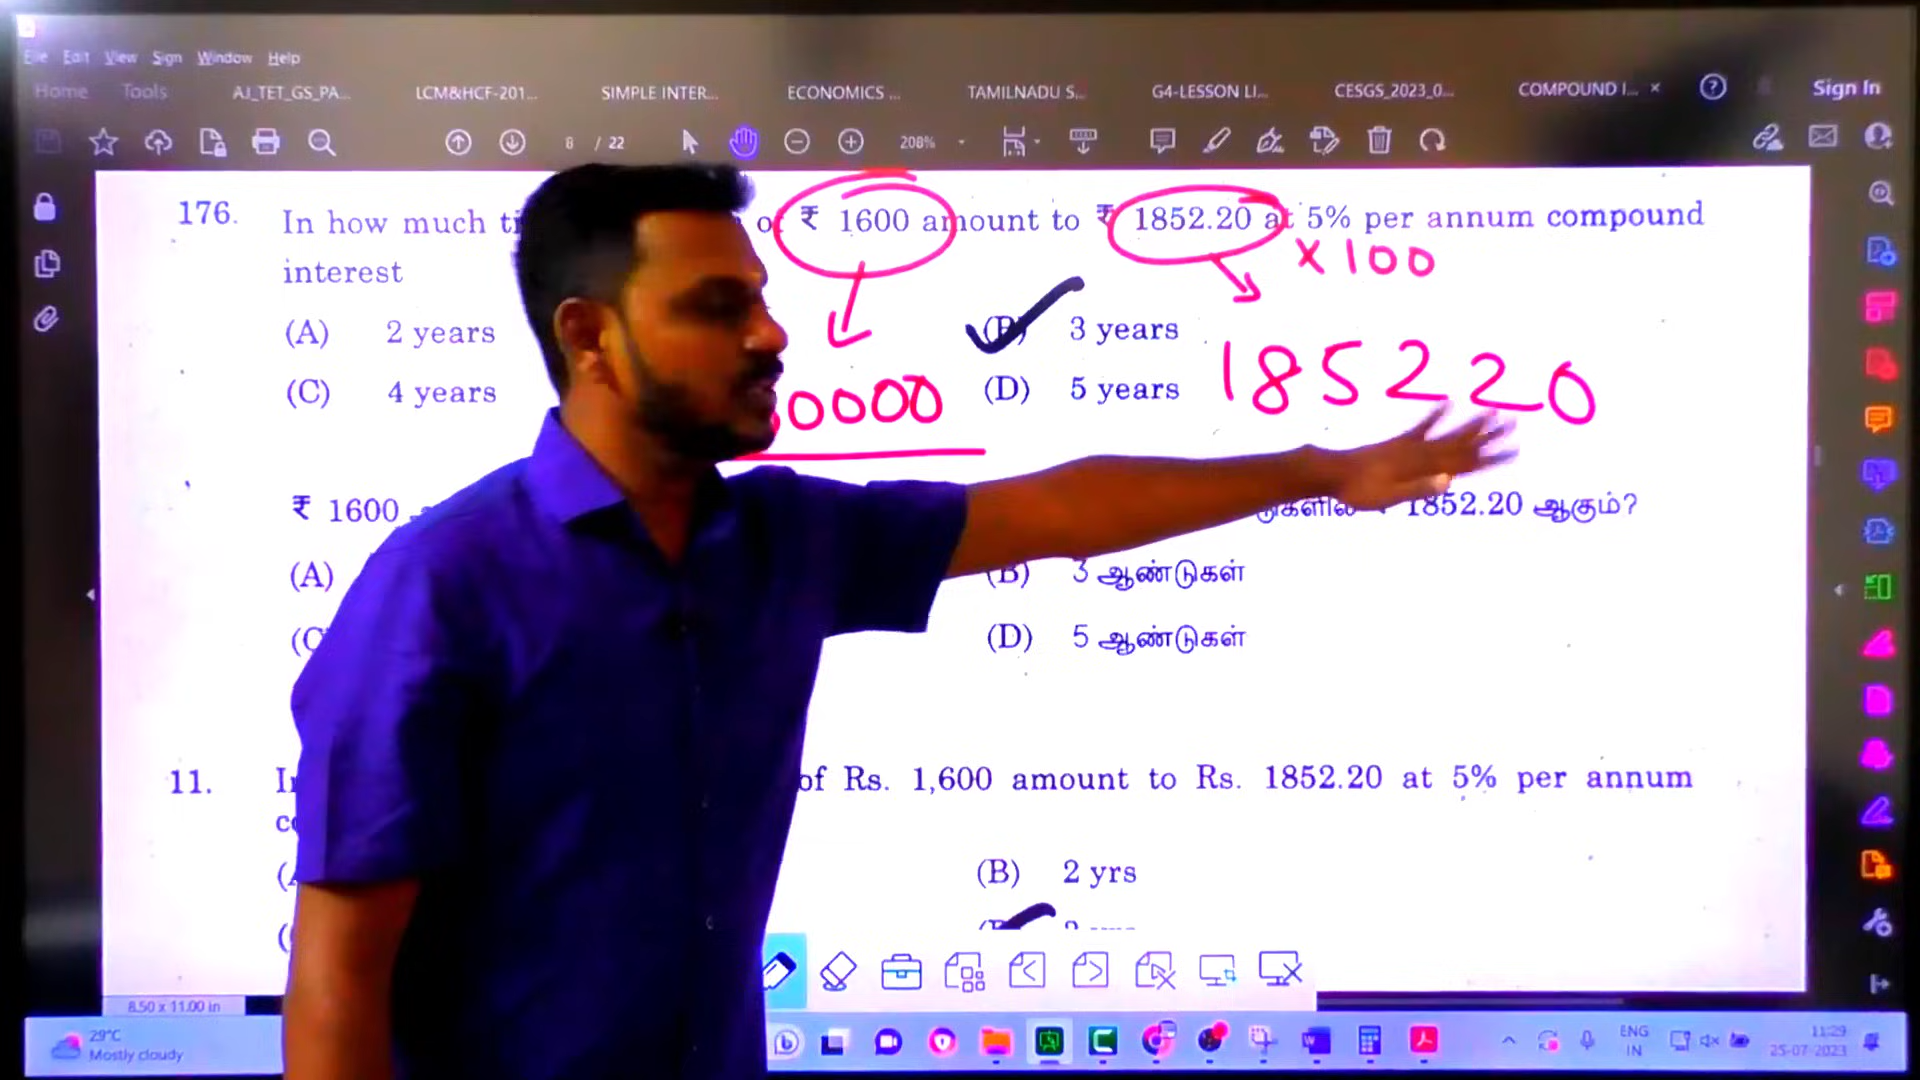 File Edit View Sign Window Help
Home Tools AJ_TET_GS_PA... LCM&HCF-201... SIMPLE INTER... ECONOMICS ... TAMILNADU S... G4-LESSON LI... CESGS_2023_0... COMPOUND I... × Sign In
8 / 22 208%
176. In how much of ₹ 1600 amount to ₹ 1852.20 at 5% per annum compound
interest
× 100
(A) 2 years (B) 3 years
(C) 4 years (D) 5 years
0000 185220
₹ 1600 1852.20 ஆகும்?
(A) (B) 3 ஆண்டுகள்
(D) 5 ஆண்டுகள்
11. of Rs. 1,600 amount to Rs. 1852.20 at 5% per annum
(B) 2 yrs
8.50 x 11.00 in
29°C
Mostly cloudy
ENG
IN
11:29
25-07-2023